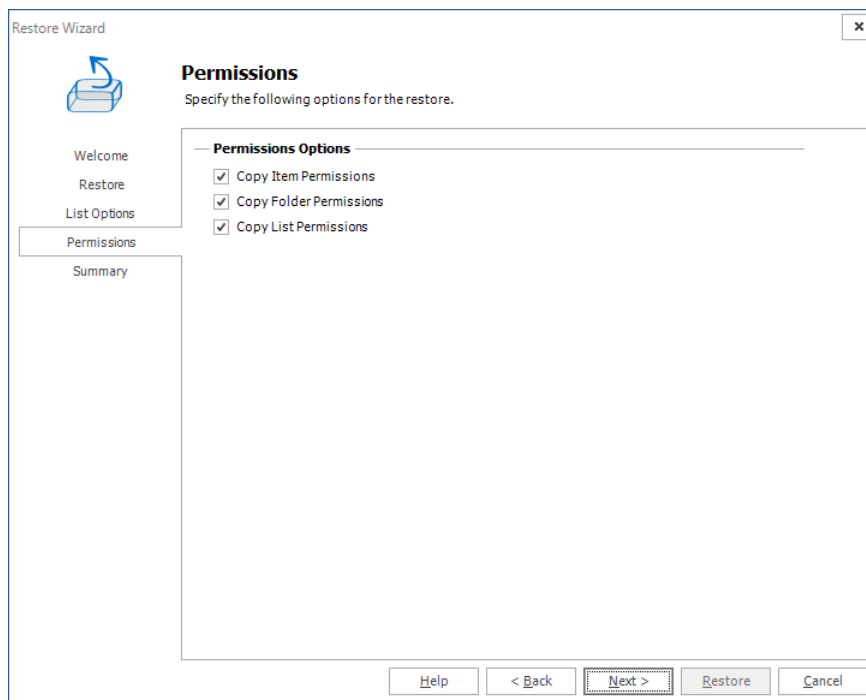 Restore Wizard
Permissions
Specify the following options for the restore.
Welcome
Restore
List Options
Permissions
Summary
Permissions Options
Copy Item Permissions
Copy Folder Permissions
Copy List Permissions
Help
< Back
Next >
Restore
Cancel